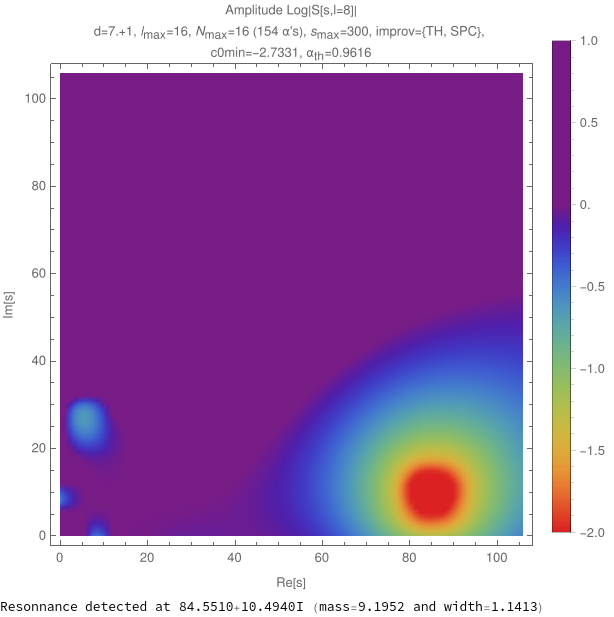 Amplitude Log|S[s,l=8]|
d=7.+1, lmax=16, Nmax=16 (154 α's), smax=300, improv={TH, SPC},
c0min=−2.7331, αth=0.9616
1.0
100
0.5
80
0.
60
Im[s]
−0.5
40
−1.0
20
−1.5
0
−2.0
0 20 40 60 80 100
Re[s]
Resonnance detected at 84.5510+10.4940I (mass=9.1952 and width=1.1413)